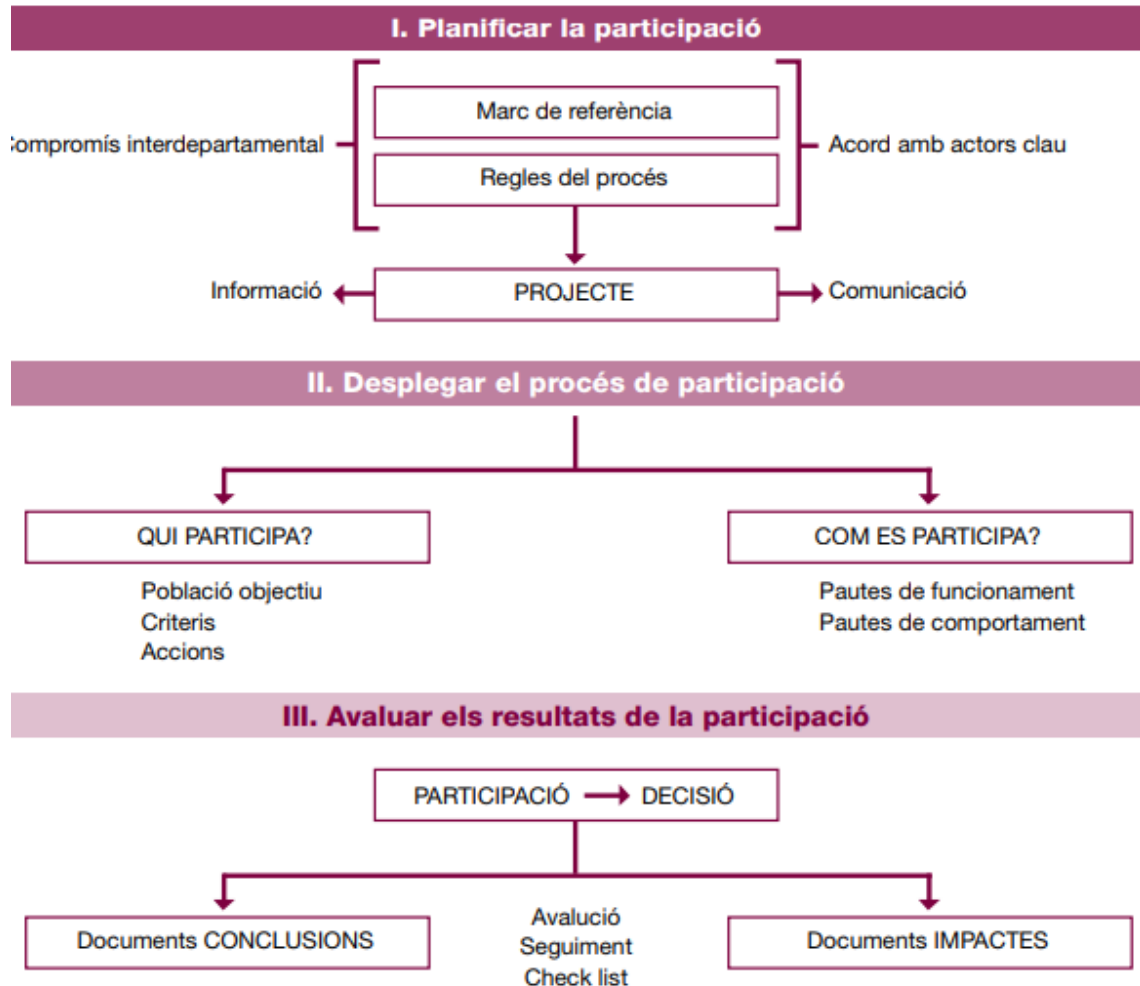 I. Planificar la participació
Marc de referència
ompromís interdepartamental
Acord amb actors clau
Regles del procés
Informació
PROJECTE
Comunicació
II. Desplegar el procés de participació
QUI PARTICIPA?
COM ES PARTICIPA?
Població objectiu
Criteris
Accions
Pautes de funcionament
Pautes de comportament
III. Avaluar els resultats de la participació
PARTICIPACIÓ → DECISIÓ
Documents CONCLUSIONS
Avalució
Seguiment
Check list
Documents IMPACTES